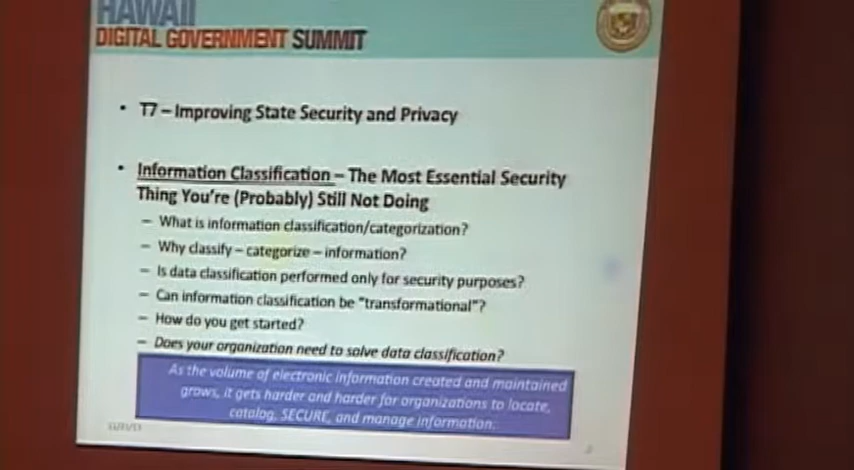 HAWAII
DIGITAL GOVERNMENT SUMMIT
• T7 – Improving State Security and Privacy
• Information Classification – The Most Essential Security
Thing You're (Probably) Still Not Doing
– What is information classification/categorization?
– Why classify – categorize – information?
– Is data classification performed only for security purposes?
– Can information classification be "transformational"?
– How do you get started?
– Does your organization need to solve data classification?
As the volume of electronic information created and maintained
grows, it gets harder and harder for organizations to locate,
catalog, SECURE, and manage information.